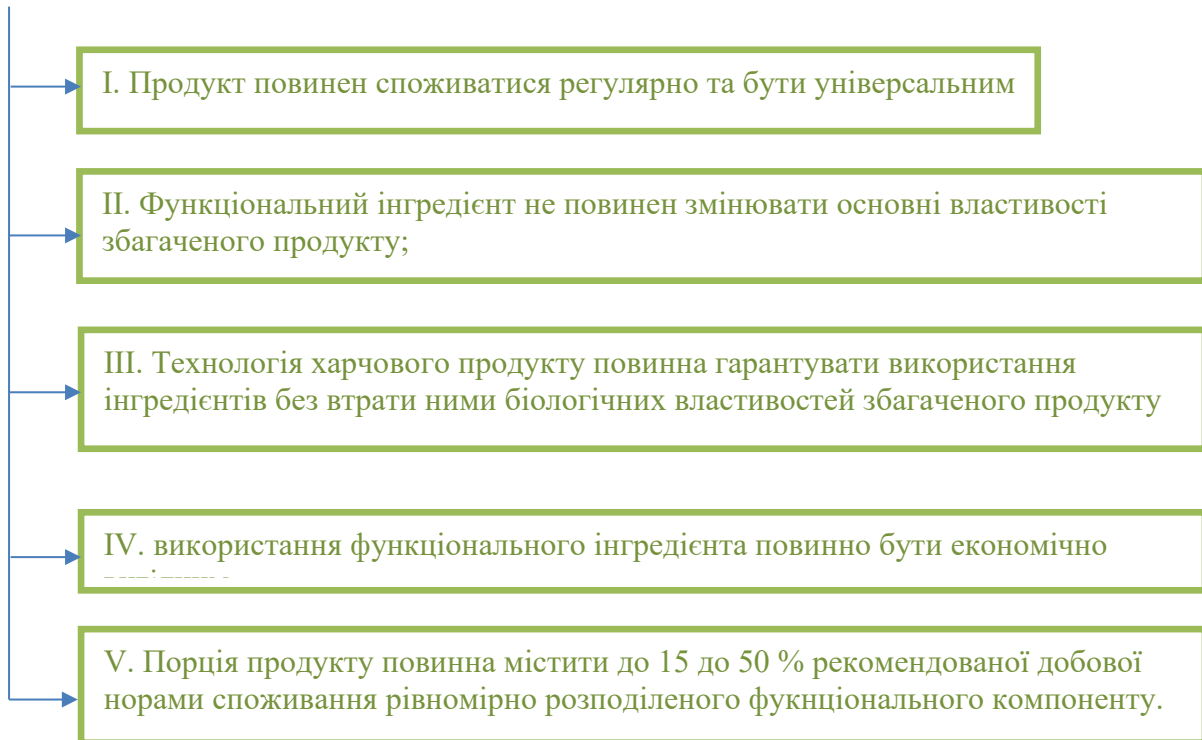 І. Продукт повинен споживатися регулярно та бути універсальним
ІІ. Функціональний інгредієнт не повинен змінювати основні властивості
збагаченого продукту;
ІІІ. Технологія харчового продукту повинна гарантувати використання
інгредієнтів без втрати ними біологічних властивостей збагаченого продукту
IV. використання функціонального інгредієнта повинно бути економічно
V. Порція продукту повинна містити до 15 до 50 % рекомендованої добової
норами споживання рівномірно розподіленого фукнціонального компоненту.